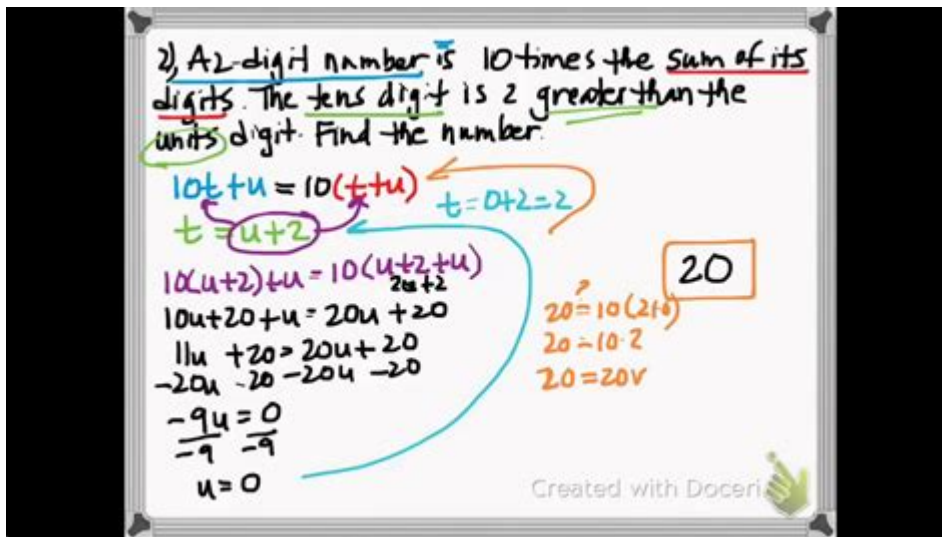 2), A 2-digit number is 10 times the sum of its
digits. The tens digit is 2 greater than the
units digit. Find the number.
10t+u = 10(t+u)
t = u+2
t = 0+2 = 2
10(u+2)+u = 10(u+2+u)
2u+2
10u+20+u = 20u+20
11u +20 = 20u+20
-20u -20 -20u -20
-9u = 0
-9 -9
u = 0
20
?
20 = 10(2+0)
20 = 10·2
20 = 20✓
Created with Doceri